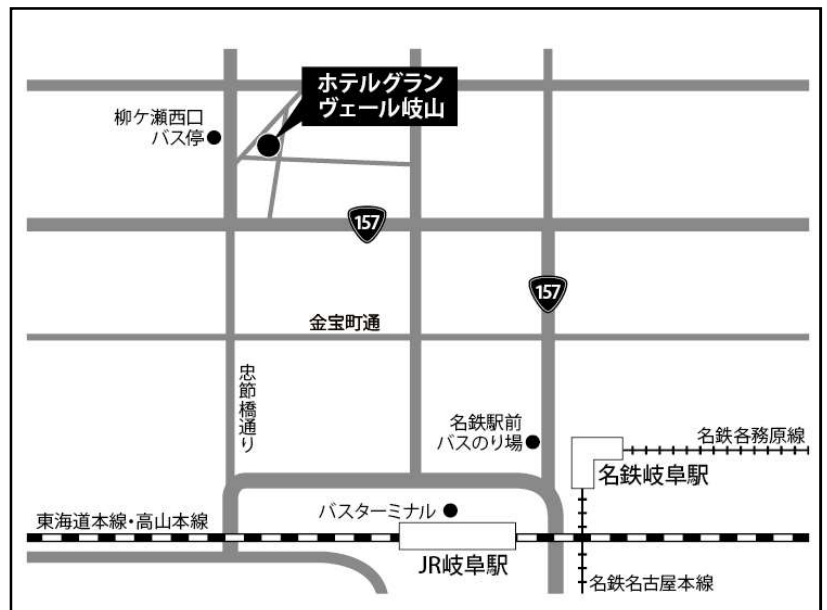 ホテルグラン
ヴェール岐山
柳ケ瀬西口
バス停
157
157
金宝町通
忠節橋通り
名鉄駅前
バスのり場
名鉄各務原線
名鉄岐阜駅
バスターミナル
東海道本線・高山本線
JR岐阜駅
名鉄名古屋本線